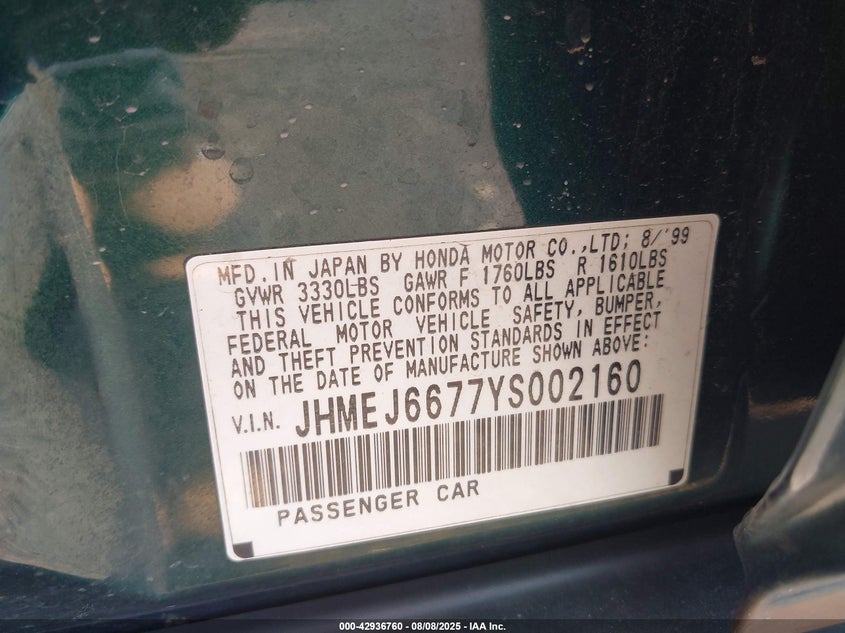 MFD. IN JAPAN BY HONDA MOTOR CO.,LTD; 8/'99
GVWR 3330LBS GAWR F 1760LBS R 1610LBS
THIS VEHICLE CONFORMS TO ALL APPLICABLE
FEDERAL MOTOR VEHICLE SAFETY, BUMPER,
AND THEFT PREVENTION STANDARDS IN EFFECT
ON THE DATE OF MANUFACTURE SHOWN ABOVE:
V.I.N. JHMEJ6677YS002160
PASSENGER CAR
000-42936760 - 08/08/2025 - IAA Inc.